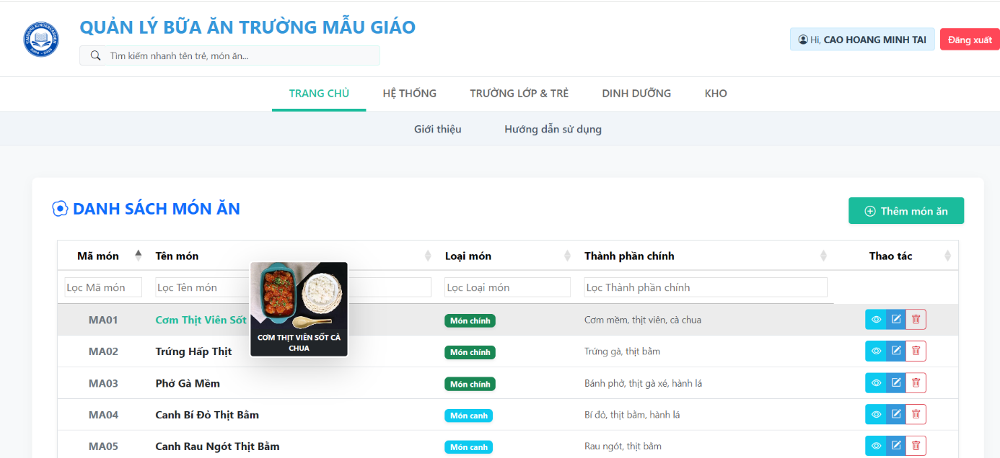 QUẢN LÝ BỮA ĂN TRƯỜNG MẪU GIÁO
Tìm kiếm nhanh tên trẻ, món ăn...
Hi, CAO HOANG MINH TAI
Đăng xuất
TRANG CHỦ
HỆ THỐNG
TRƯỜNG LỚP & TRẺ
DINH DƯỠNG
KHO
Giới thiệu
Hướng dẫn sử dụng
DANH SÁCH MÓN ĂN
Thêm món ăn
Mã món
Tên món
Loại món
Thành phần chính
Thao tác
Lọc Mã món
Lọc Tên món
Lọc Loại món
Lọc Thành phần chính
MA01
Cơm Thịt Viên Sốt
Món chính
Cơm mềm, thịt viên, cà chua
CƠM THỊT VIÊN SỐT CÀ
CHUA
MA02
Trứng Hấp Thịt
Món chính
Trứng gà, thịt bằm
MA03
Phở Gà Mềm
Món chính
Bánh phở, thịt gà xé, hành lá
MA04
Canh Bí Đỏ Thịt Bằm
Món canh
Bí đỏ, thịt bằm, hành lá
MA05
Canh Rau Ngót Thịt Bằm
Món canh
Rau ngót, thịt bằm